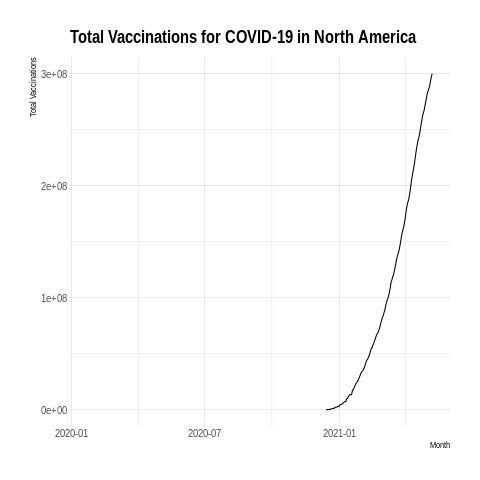 Total Vaccinations for COVID-19 in North America
Total Vaccinations
3e+08
2e+08
1e+08
0e+00
2020-01
2020-07
2021-01
Month